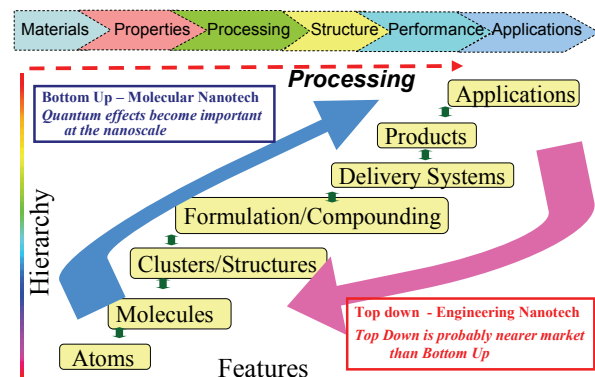 Materials Properties Processing Structure Performance Applications
Processing
Bottom Up – Molecular Nanotech
Quantum effects become important
at the nanoscale
Applications
Products
Delivery Systems
Formulation/Compounding
Clusters/Structures
Molecules
Atoms
Hierarchy
Top down - Engineering Nanotech
Top Down is probably nearer market
than Bottom Up
Features